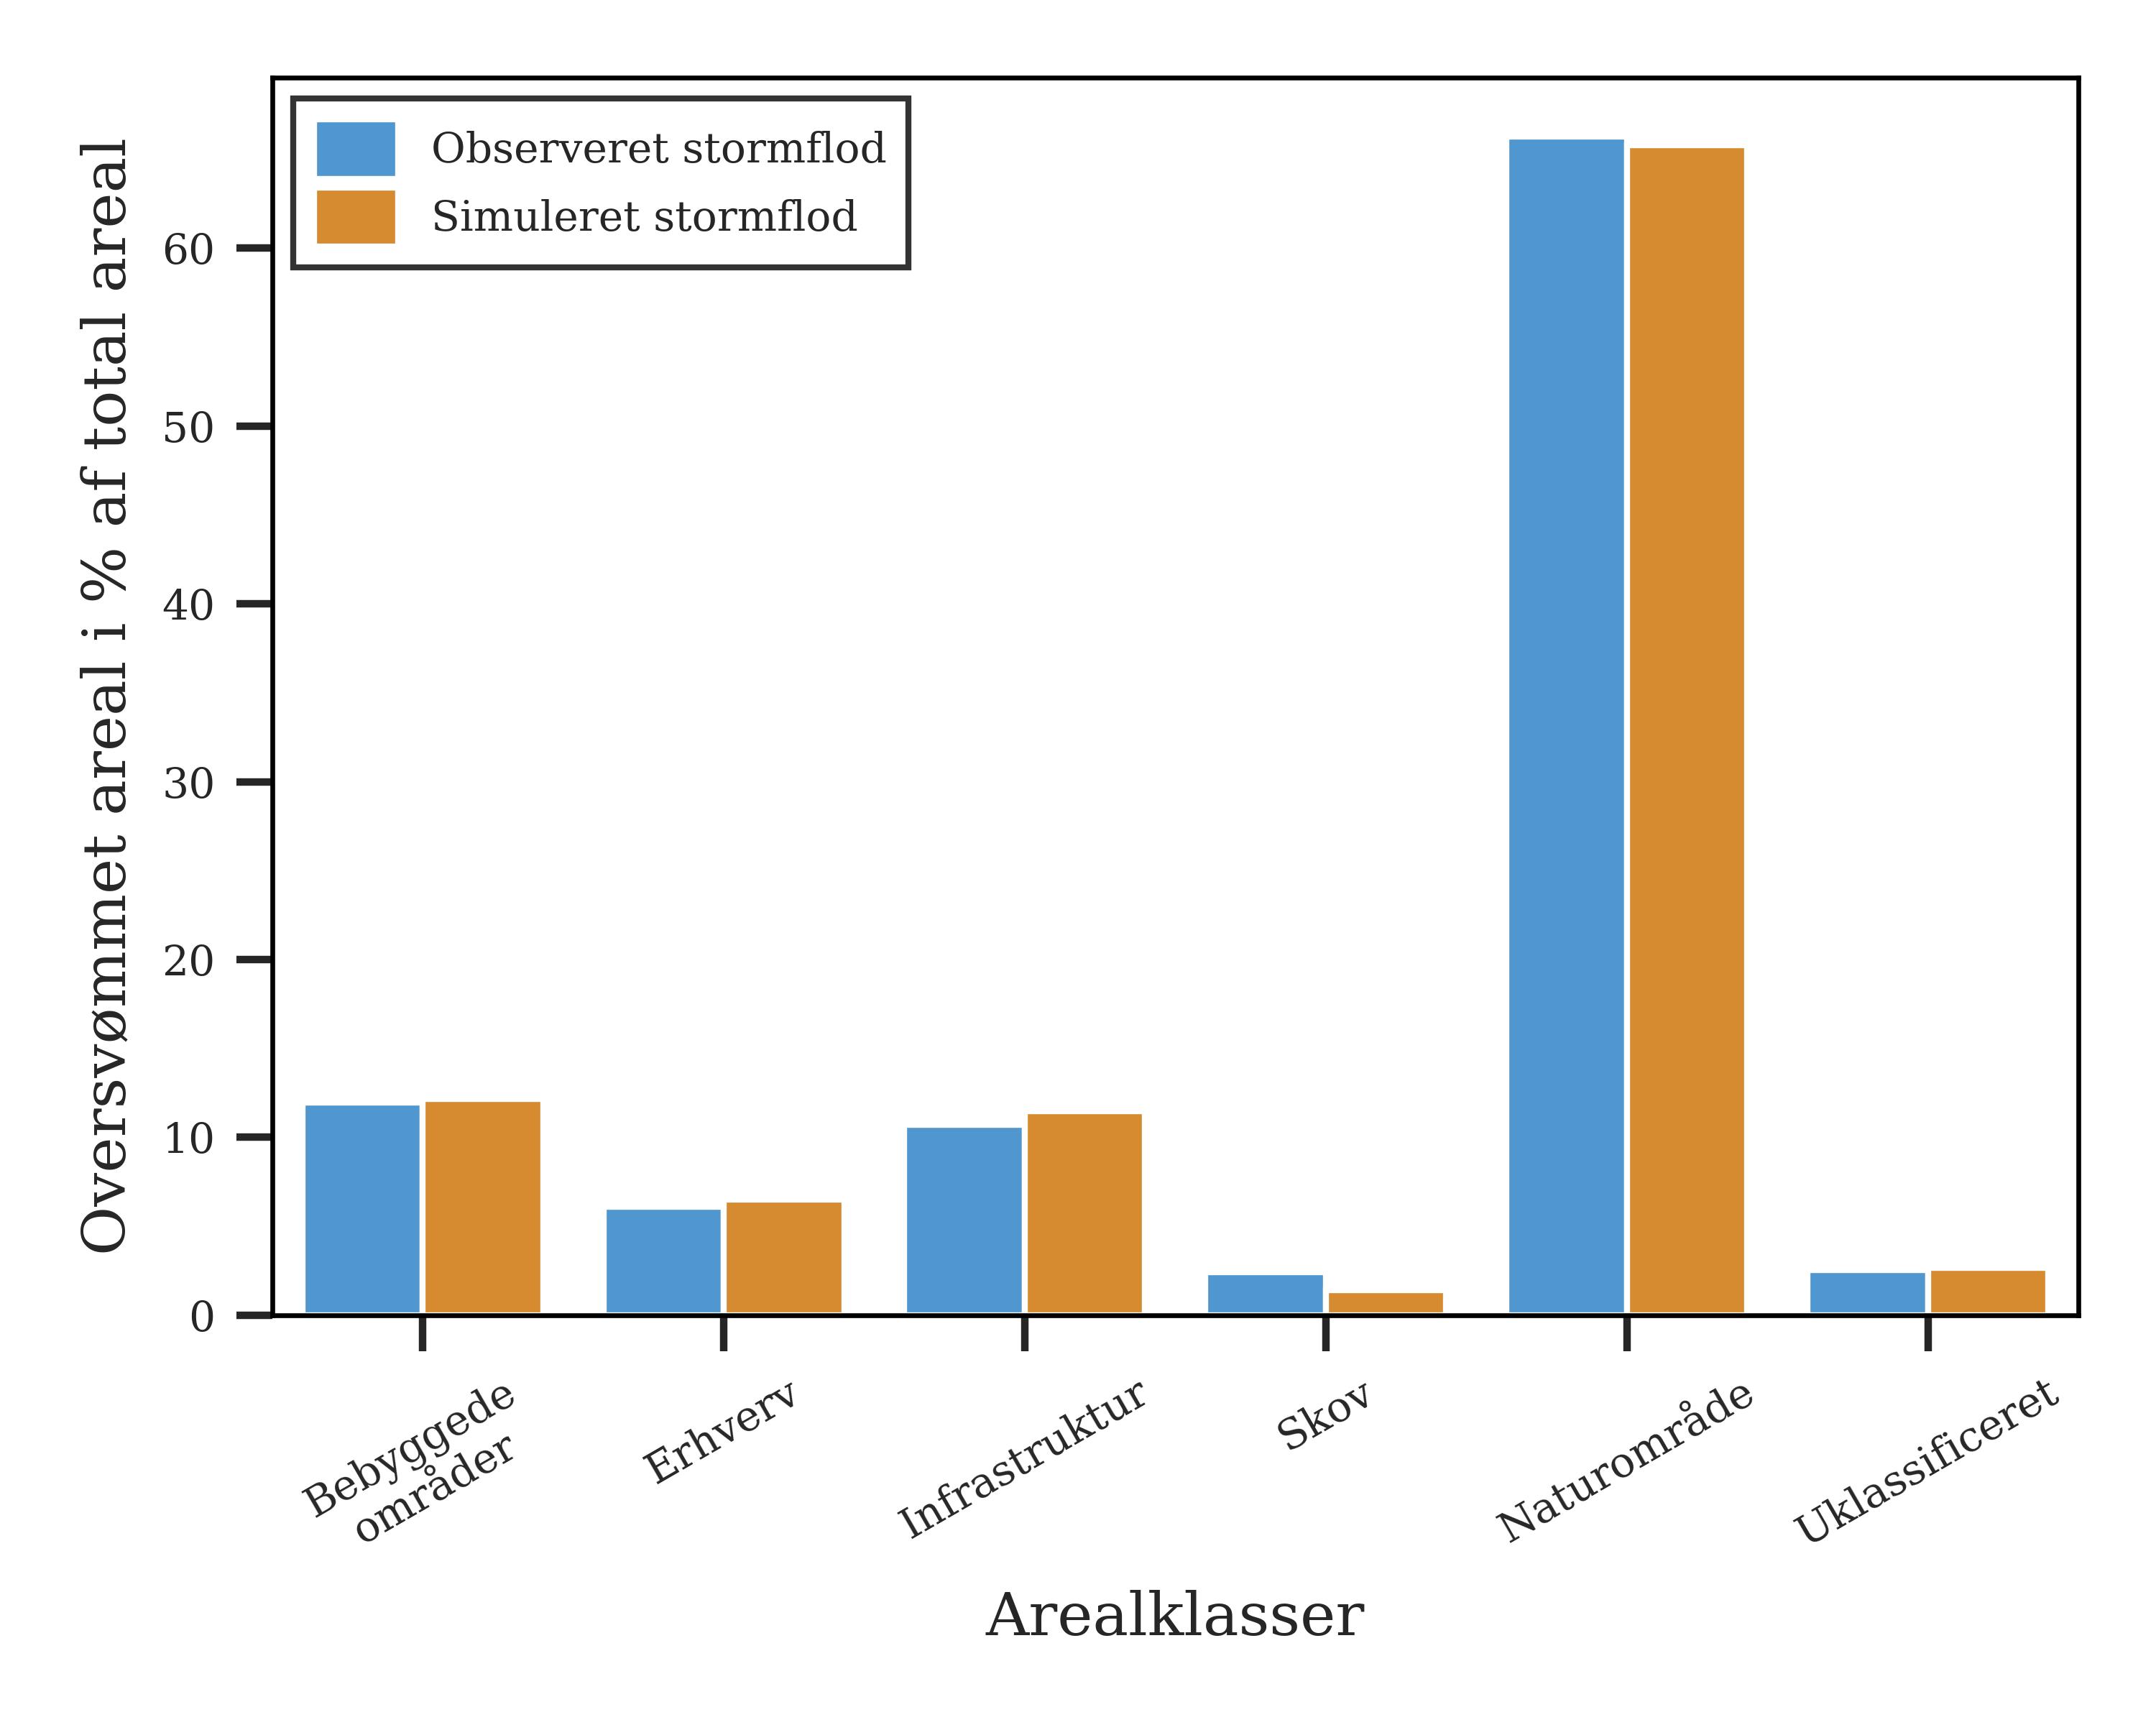 Observeret stormflod
Simuleret stormflod
Oversvømmet areal i % af total areal
60
50
40
30
20
10
0
Bebyggede
områder
Erhverv
Infrastruktur
Skov
Naturområde
Uklassificeret
Arealklasser